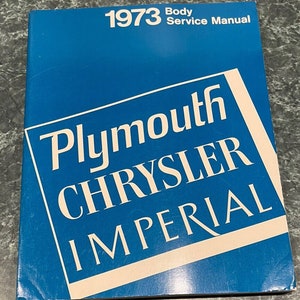 1973 Body
Service Manual
Plymouth
CHRYSLER
IMPERIAL